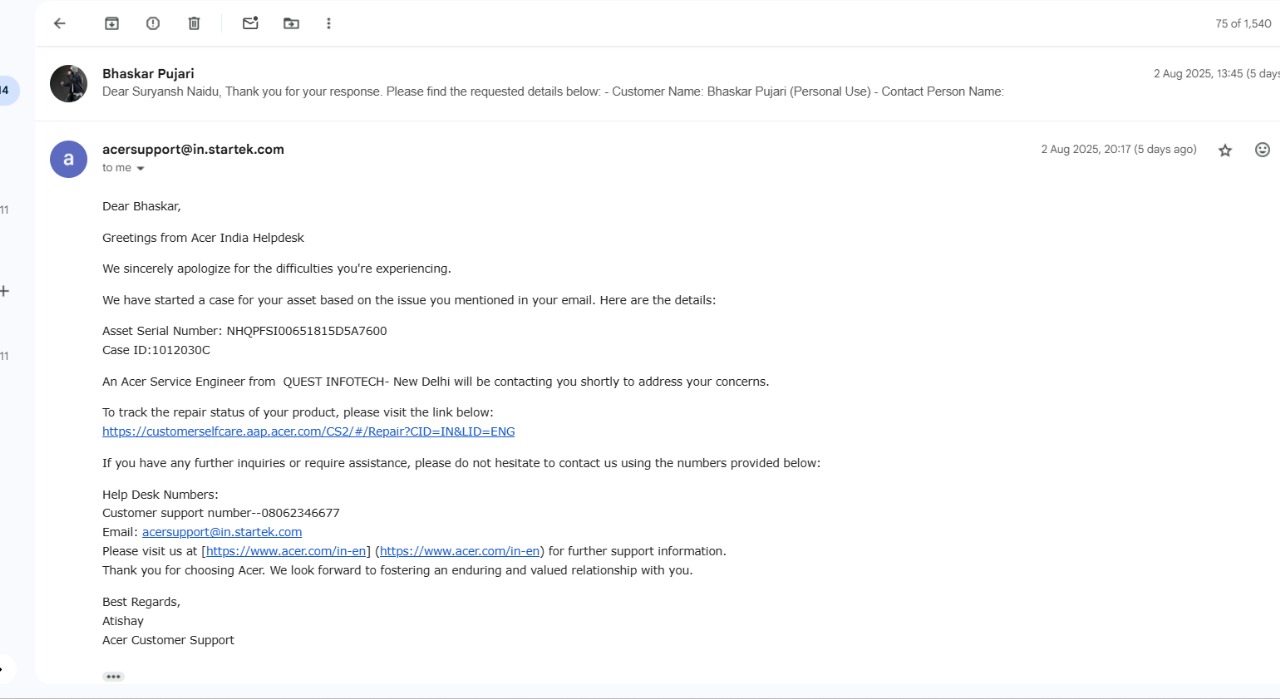 75 of 1,540
Bhaskar Pujari
2 Aug 2025, 13:45 (5 days
Dear Suryansh Naidu, Thank you for your response. Please find the requested details below: - Customer Name: Bhaskar Pujari (Personal Use) - Contact Person Name:
14
a
acersupport@in.startek.com
2 Aug 2025, 20:17 (5 days ago)
to me
Dear Bhaskar,
11
Greetings from Acer India Helpdesk
We sincerely apologize for the difficulties you're experiencing.
We have started a case for your asset based on the issue you mentioned in your email. Here are the details:
Asset Serial Number: NHQPFSI00651815D5A7600
Case ID:1012030C
11
An Acer Service Engineer from  QUEST INFOTECH- New Delhi will be contacting you shortly to address your concerns.
To track the repair status of your product, please visit the link below:
https://customerselfcare.aap.acer.com/CS2/#/Repair?CID=IN&LID=ENG
If you have any further inquiries or require assistance, please do not hesitate to contact us using the numbers provided below:
Help Desk Numbers:
Customer support number--08062346677
Email: acersupport@in.startek.com
Please visit us at [https://www.acer.com/in-en] (https://www.acer.com/in-en) for further support information.
Thank you for choosing Acer. We look forward to fostering an enduring and valued relationship with you.
Best Regards,
Atishay
Acer Customer Support